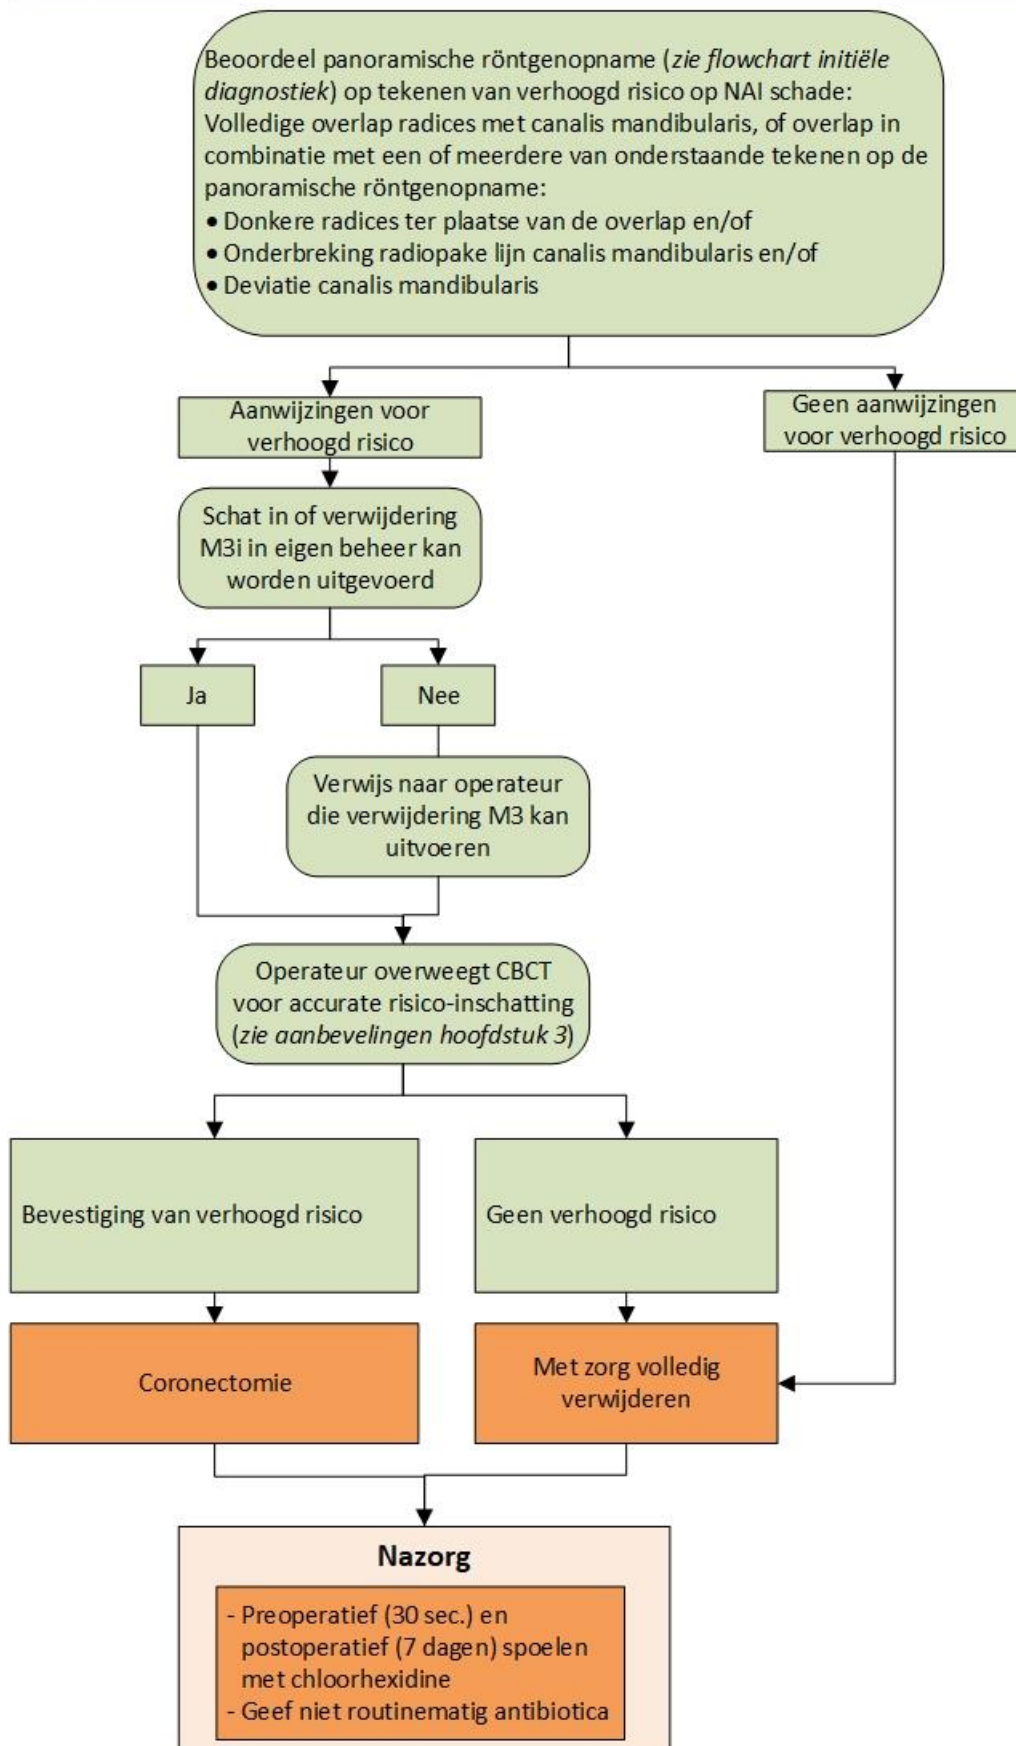 Beoordeel panoramische röntgenopname (zie flowchart initiële
diagnostiek) op tekenen van verhoogd risico op NAI schade:
Volledige overlap radices met canalis mandibularis, of overlap in
combinatie met een of meerdere van onderstaande tekenen op de
panoramische röntgenopname:
• Donkere radices ter plaatse van de overlap en/of
• Onderbreking radiopake lijn canalis mandibularis en/of
• Deviatie canalis mandibularis
Aanwijzingen voor
verhoogd risico
Geen aanwijzingen
voor verhoogd risico
Schat in of verwijdering
M3i in eigen beheer kan
worden uitgevoerd
Ja
Nee
Verwijs naar operateur
die verwijdering M3 kan
uitvoeren
Operateur overweegt CBCT
voor accurate risico-inschatting
(zie aanbevelingen hoofdstuk 3)
Bevestiging van verhoogd risico
Geen verhoogd risico
Coronectomie
Met zorg volledig
verwijderen
Nazorg
- Preoperatief (30 sec.) en
postoperatief (7 dagen) spoelen
met chloorhexidine
- Geef niet routinematig antibiotica